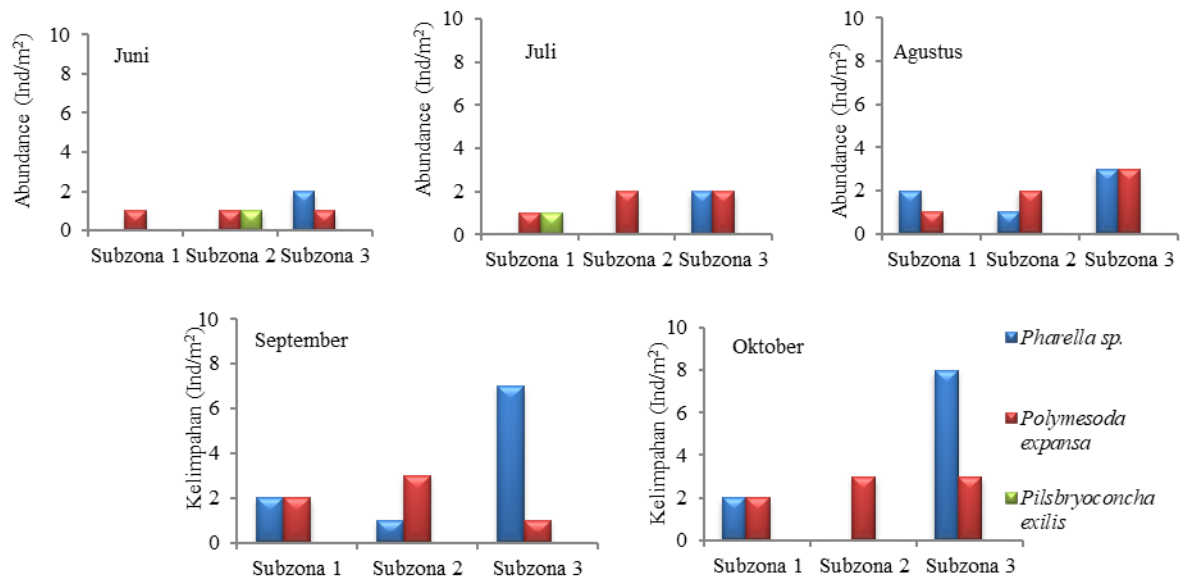 Juni
Abundance (Ind/m²)
10
8
6
4
2
0
Subzona 1 Subzona 2 Subzona 3
Juli
Abundance (Ind/m²)
10
8
6
4
2
0
Subzona 1 Subzona 2 Subzona 3
Agustus
Abundance (Ind/m²)
10
8
6
4
2
0
Subzona 1 Subzona 2 Subzona 3
September
Kelimpahan (Ind/m²)
10
8
6
4
2
0
Subzona 1 Subzona 2 Subzona 3
Oktober
Kelimpahan (Ind/m²)
10
8
6
4
2
0
Subzona 1 Subzona 2 Subzona 3
Pharella sp.
Polymesoda
expansa
Pilsbryoconcha
exilis